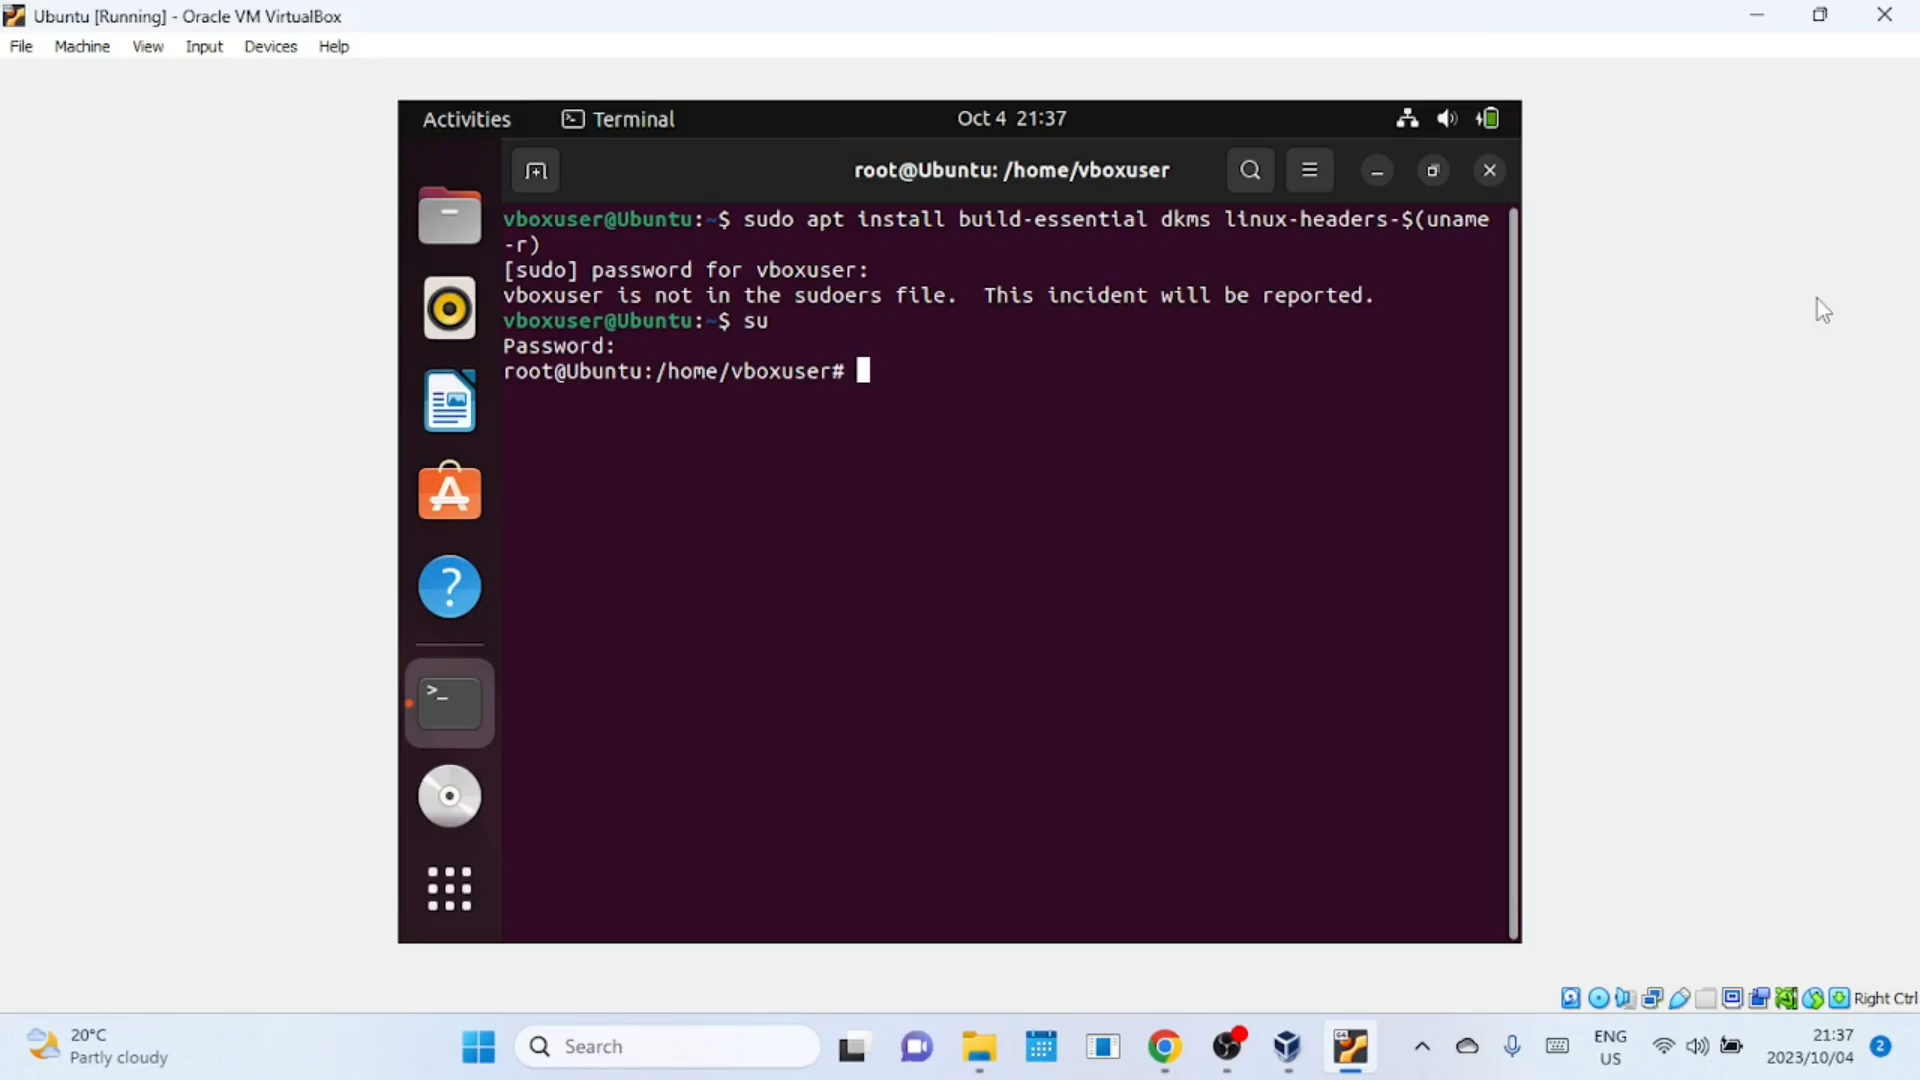 Ubuntu [Running] - Oracle VM VirtualBox
File Machine View Input Devices Help
Activities Terminal Oct 4 21:37
root@Ubuntu: /home/vboxuser
vboxuser@Ubuntu:~$ sudo apt install build-essential dkms linux-headers-$(uname
-r)
[sudo] password for vboxuser:
vboxuser is not in the sudoers file.  This incident will be reported.
vboxuser@Ubuntu:~$ su
Password:
root@Ubuntu:/home/vboxuser#
Right Ctrl
20°C
Partly cloudy
Search
ENG
US
21:37
2023/10/04
2